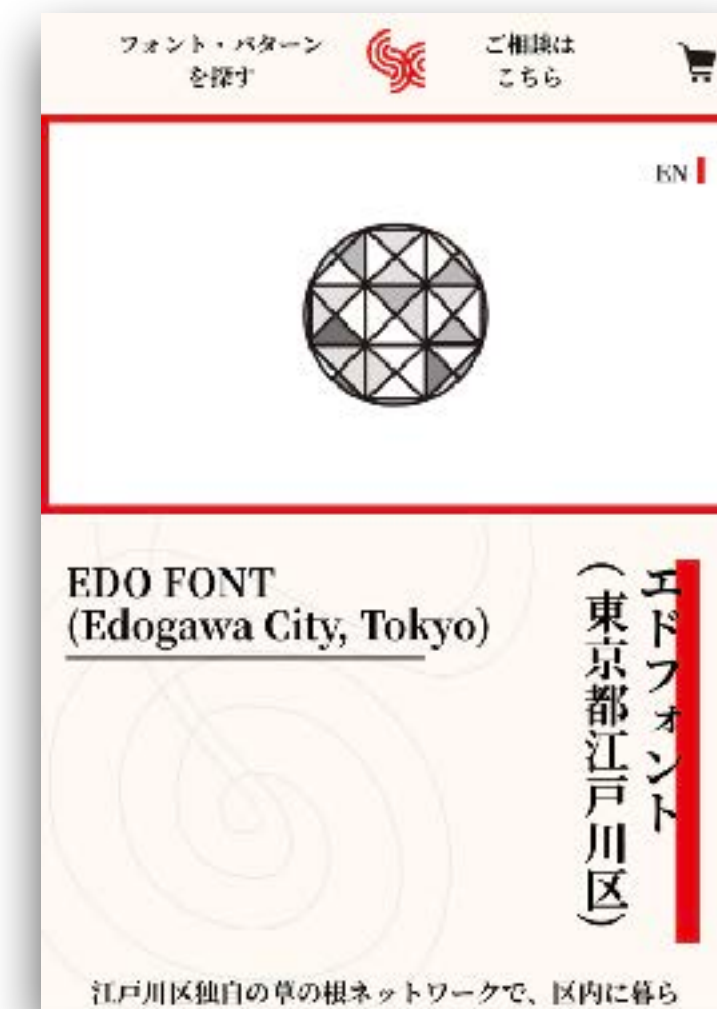 フォント・パターン
を探す
ご相談は
こちら
EN
EDO FONT
(Edogawa City, Tokyo)
エドフォント
(東京都江戸川区)
江戸川区独自の草の根ネットワークで、区内に暮ら